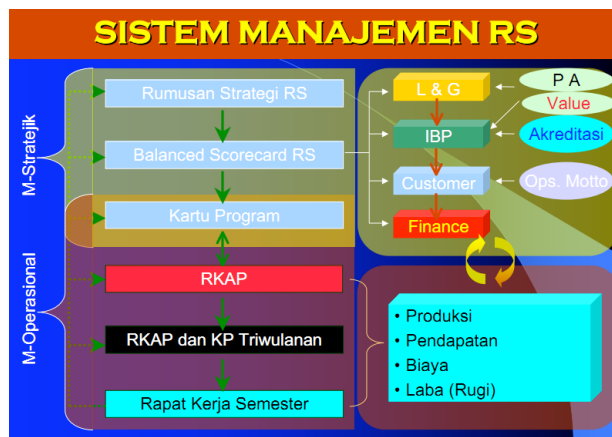 SISTEM MANAJEMEN RS
M-Stratejik
M-Operasional
Rumusan Strategi RS
Balanced Scorecard RS
Kartu Program
RKAP
RKAP dan KP Triwulanan
Rapat Kerja Semester
L & G
IBP
Customer
Finance
P A
Value
Akreditasi
Ops. Motto
• Produksi
• Pendapatan
• Biaya
• Laba (Rugi)